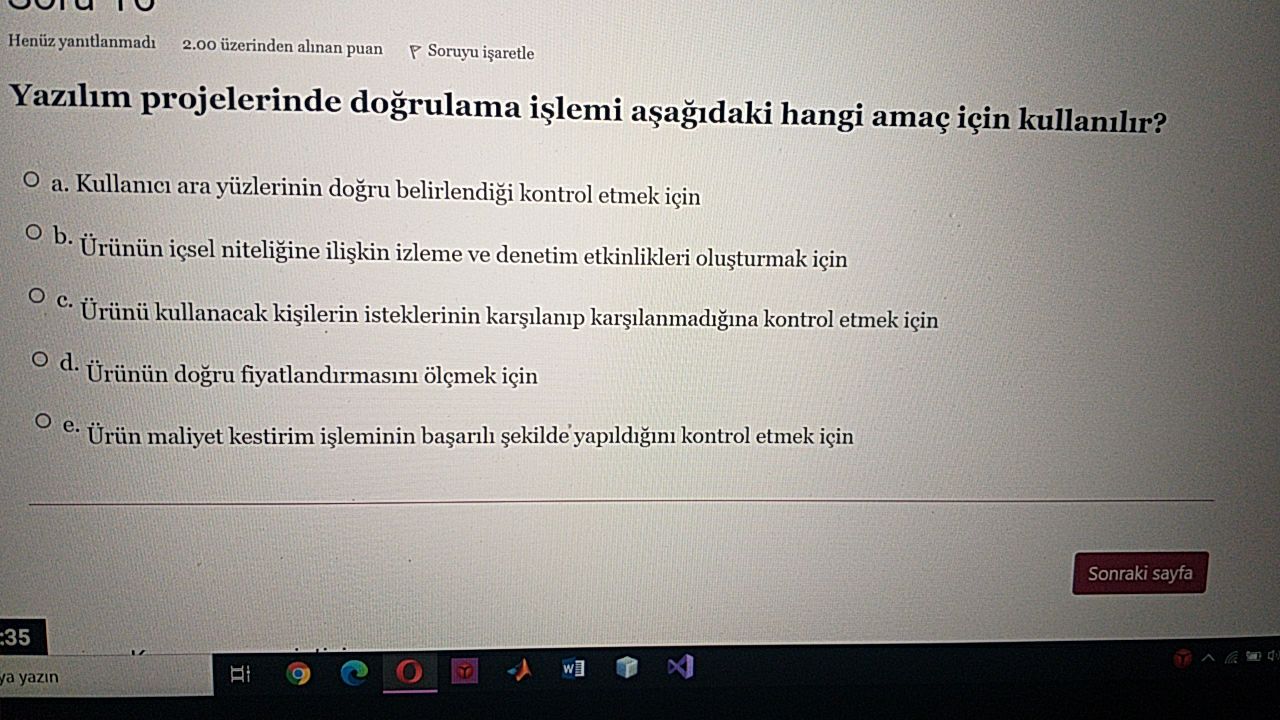 Henüz yanıtlanmadı 2.00 üzerinden alınan puan Soruyu işaretle
Yazılım projelerinde doğrulama işlemi aşağıdaki hangi amaç için kullanılır?
a. Kullanıcı ara yüzlerinin doğru belirlendiği kontrol etmek için
b. Ürünün içsel niteliğine ilişkin izleme ve denetim etkinlikleri oluşturmak için
c. Ürünü kullanacak kişilerin isteklerinin karşılanıp karşılanmadığına kontrol etmek için
d. Ürünün doğru fiyatlandırmasını ölçmek için
e. Ürün maliyet kestirim işleminin başarılı şekilde yapıldığını kontrol etmek için
Sonraki sayfa
:35
ya yazın